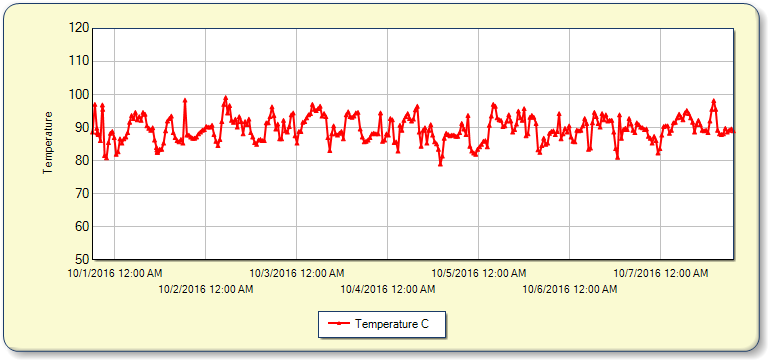 120
110
100
90
80
70
60
50
Temperature
10/1/2016 12:00 AM
10/2/2016 12:00 AM
10/3/2016 12:00 AM
10/4/2016 12:00 AM
10/5/2016 12:00 AM
10/6/2016 12:00 AM
10/7/2016 12:00 AM
Temperature C